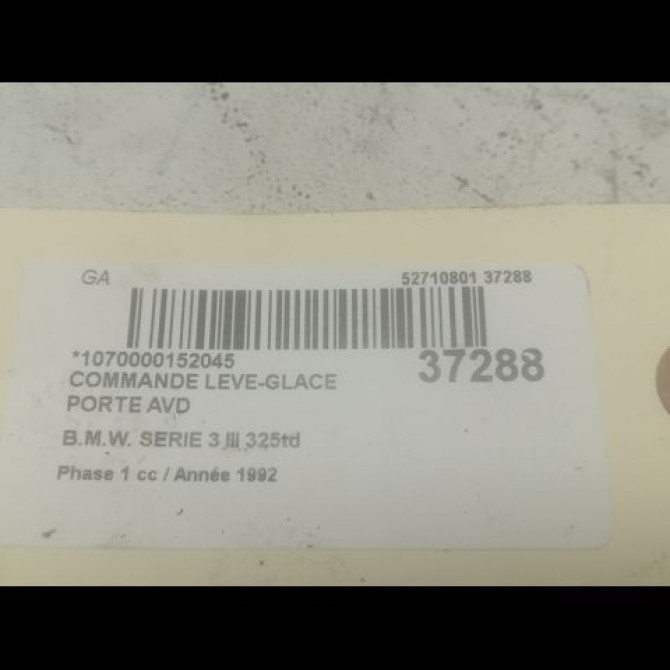 GA 52710801 37288
*1070000152045 37288
COMMANDE LEVE-GLACE
PORTE AVD
B.M.W. SERIE 3 III 325td
Phase 1 cc / Année 1992